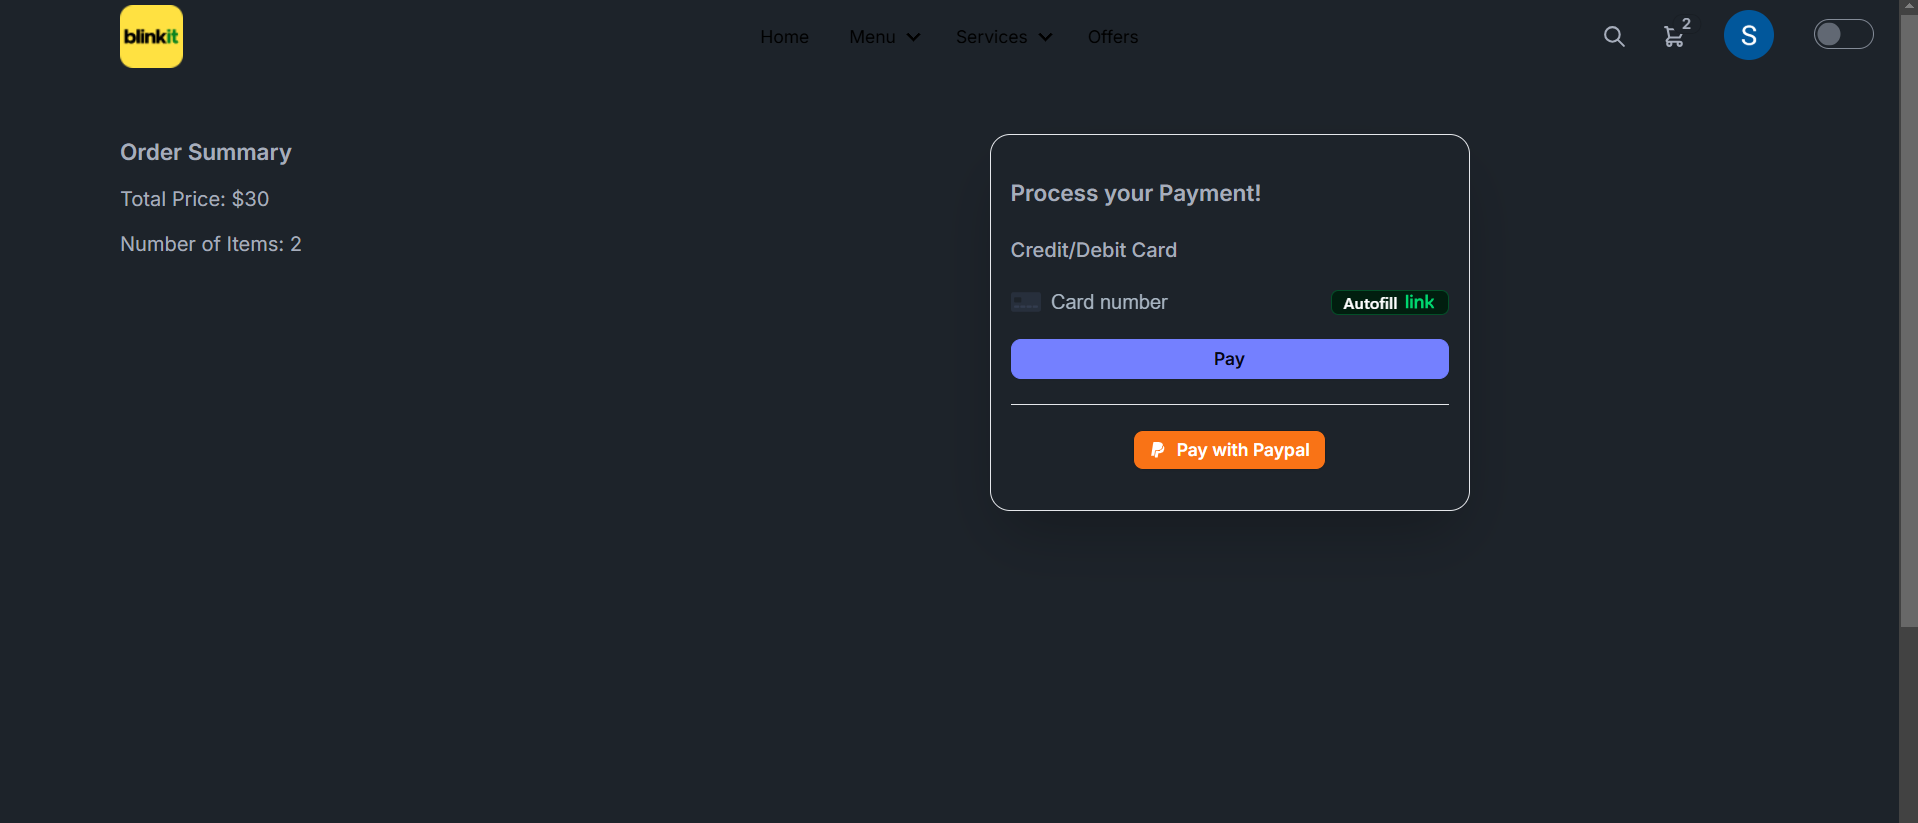 blinkit
Home Menu Services Offers
2
S
Order Summary
Total Price: $30
Number of Items: 2
Process your Payment!
Credit/Debit Card
Card number Autofill link
Pay
Pay with Paypal